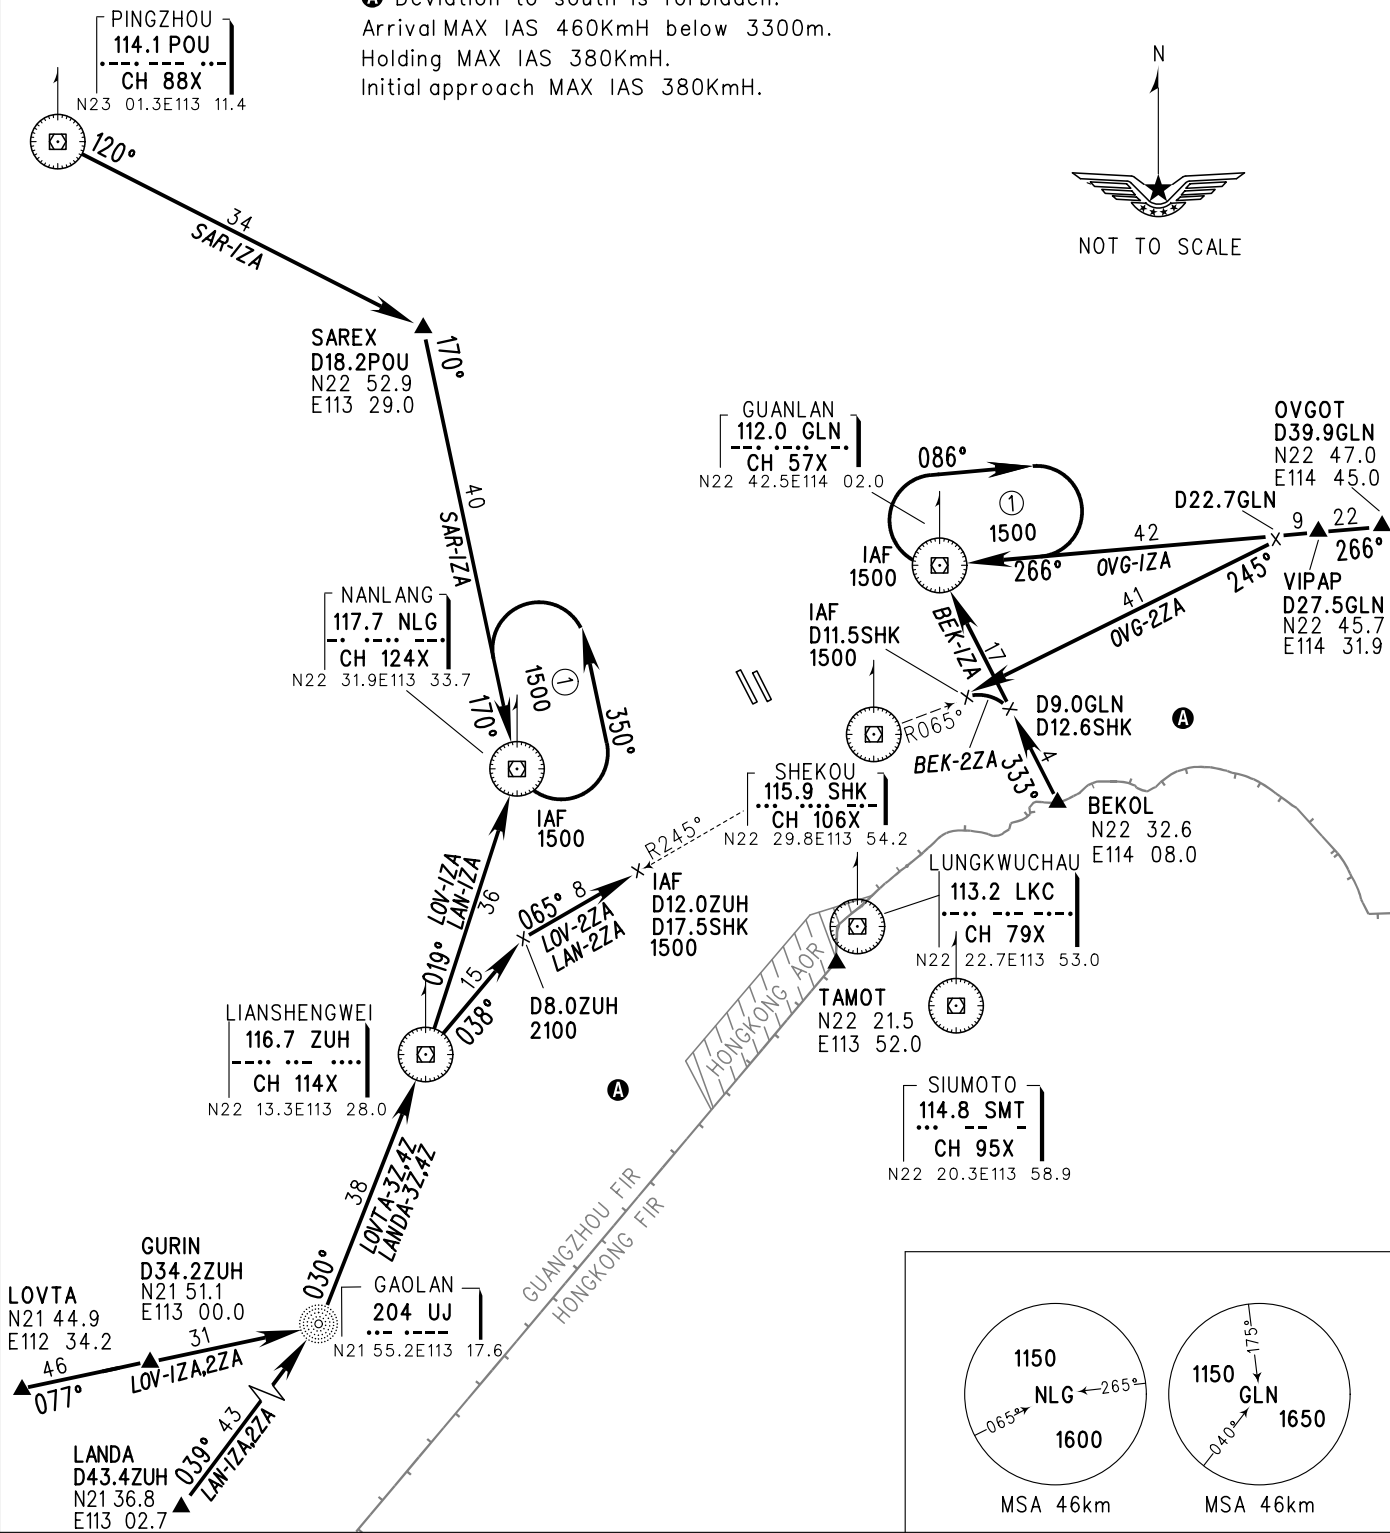 A Deviation to south is forbidden.
Arrival MAX IAS 460KmH below 3300m.
Holding MAX IAS 380KmH.
Initial approach MAX IAS 380KmH.
PINGZHOU
114.1 POU
CH 88X
N23 01.3E113 11.4
120°
34
SAR-1ZA
N
NOT TO SCALE
SAREX
D18.2POU
N22 52.9
E113 29.0
170°
40
SAR-1ZA
NANLANG
117.7 NLG
CH 124X
N22 31.9E113 33.7
170°
1500
1
350°
IAF
1500
GUANLAN
112.0 GLN
CH 57X
N22 42.5E114 02.0
086°
1
1500
IAF
1500
266°
42
OVG-1ZA
D22.7GLN
9
22
266°
OVGOT
D39.9GLN
N22 47.0
E114 45.0
VIPAP
D27.5GLN
N22 45.7
E114 31.9
245°
41
OVG-2ZA
IAF
D11.5SHK
1500
BEK-1ZA
17
R065°
D9.0GLN
D12.6SHK
BEK-2ZA
333°
4
A
BEKOL
N22 32.6
E114 08.0
SHEKOU
115.9 SHK
CH 106X
N22 29.8E113 54.2
R245°
IAF
D12.0ZUH
D17.5SHK
1500
LOV-1ZA
LAN-1ZA
36
019°
065°
8
LOV-2ZA
LAN-2ZA
15
038°
D8.0ZUH
2100
LUNGKWUCHAU
113.2 LKC
CH 79X
N22 22.7E113 53.0
HONGKONG AOR
TAMOT
N22 21.5
E113 52.0
LIANSHENGWEI
116.7 ZUH
CH 114X
N22 13.3E113 28.0
A
SIUMOTO
114.8 SMT
CH 95X
N22 20.3E113 58.9
38
LOVTA-3Z,4Z
LANDA-3Z,4Z
030°
GUANGZHOU FIR
HONGKONG FIR
GAOLAN
204 UJ
N21 55.2E113 17.6
GURIN
D34.2ZUH
N21 51.1
E113 00.0
LOVTA
N21 44.9
E112 34.2
46
077°
31
LOV-1ZA,2ZA
039°
43
LAN-1ZA,2ZA
LANDA
D43.4ZUH
N21 36.8
E113 02.7
1150
NLG
265°
065°
1600
MSA 46km
175°
1150
GLN
040°
1650
MSA 46km